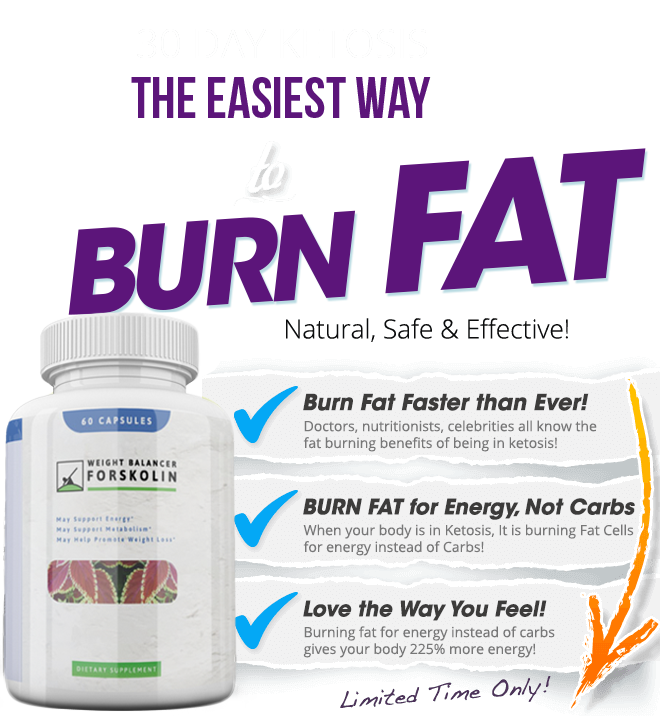 30 DAY KETOSIS
THE EASIEST WAY
to
BURN FAT
Natural, Safe & Effective!
60 CAPSULES
WEIGHT BALANCER
FORSKOLIN
May Support Energy*
May Support Metabolism*
May Help Promote Weight Loss*
DIETARY SUPPLEMENT
Burn Fat Faster than Ever!
Doctors, nutritionists, celebrities all know the
fat burning benefits of being in ketosis!
BURN FAT for Energy, Not Carbs
When your body is in Ketosis, It is burning Fat Cells
for energy instead of Carbs!
Love the Way You Feel!
Burning fat for energy instead of carbs
gives your body 225% more energy!
Limited Time Only!